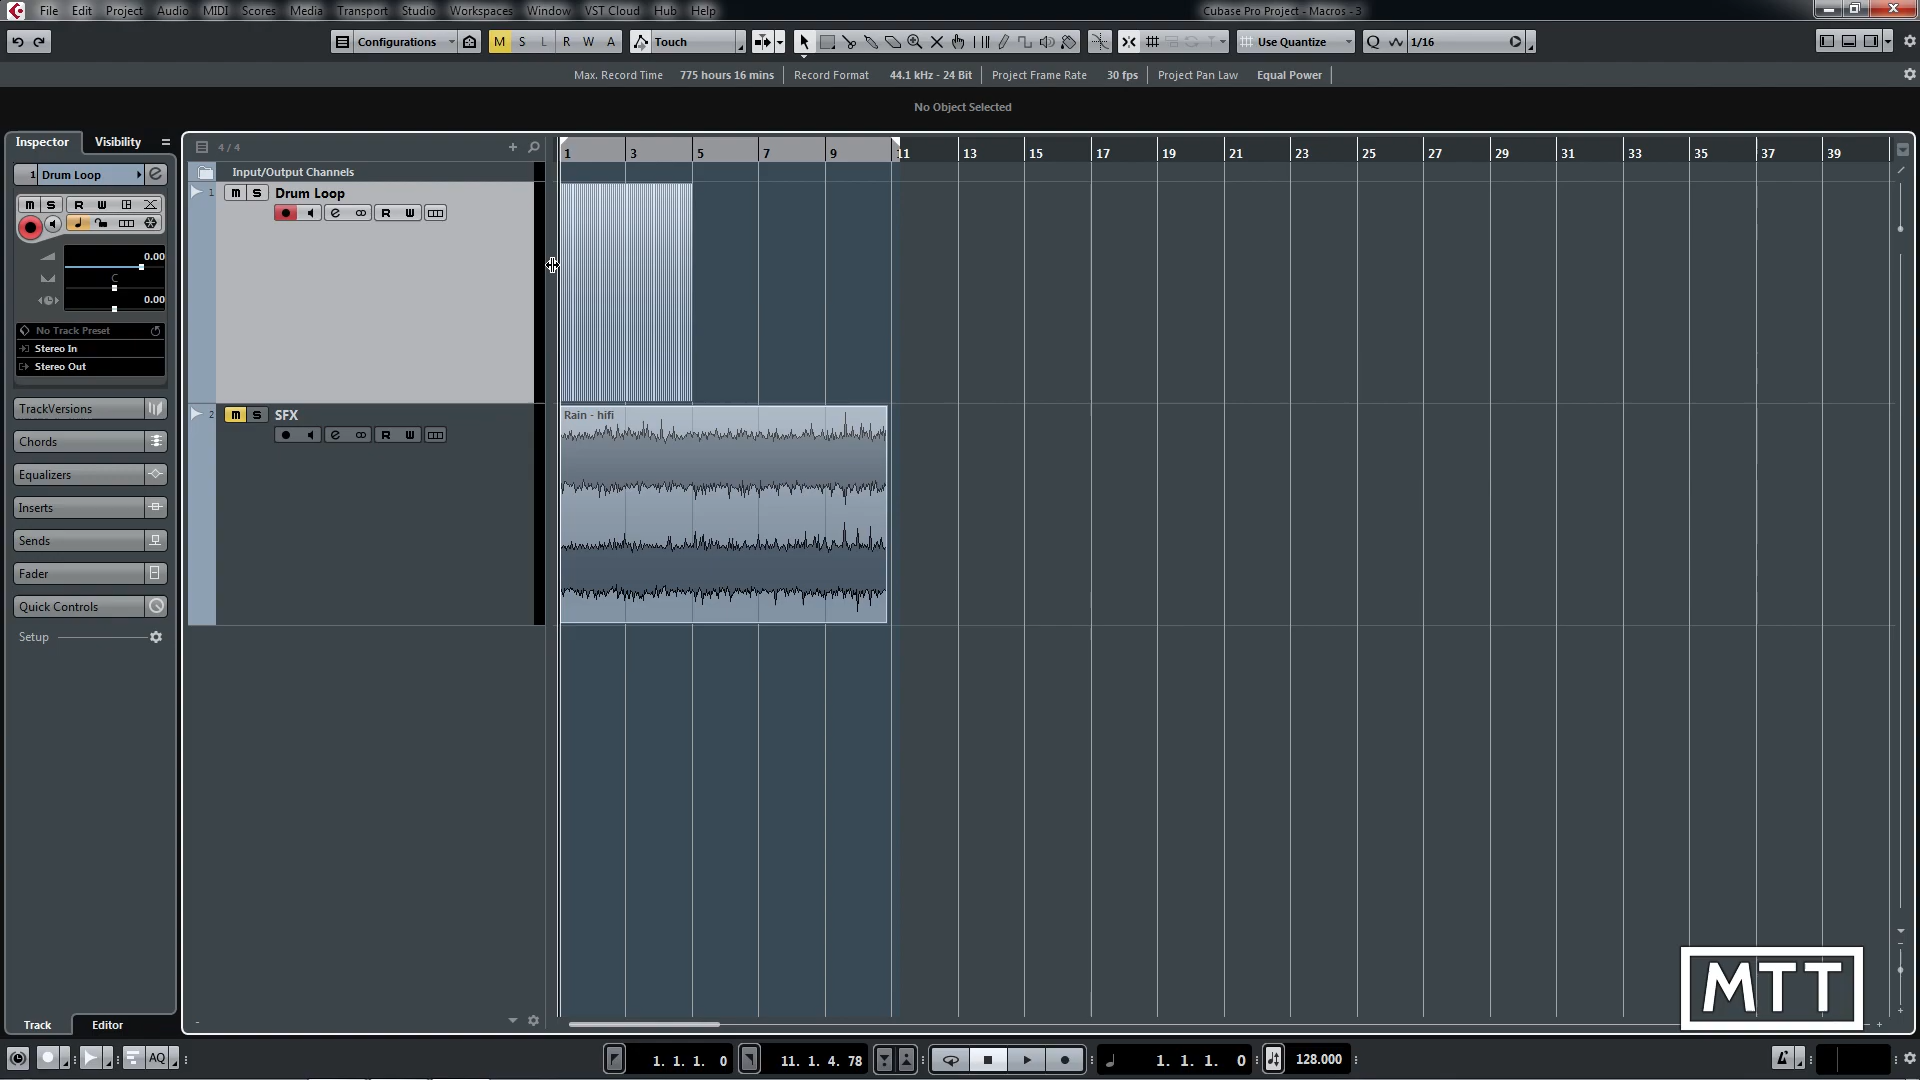 File Edit Project Audio MIDI Scores Media Transport Studio Workspaces Window VST Cloud Hub Help
Cubase Pro Project - Macros - 3
Configurations M S L R W A Touch Use Quantize Q 1/16
Max. Record Time 775 hours 16 mins Record Format 44.1 kHz - 24 Bit Project Frame Rate 30 fps Project Pan Law Equal Power
No Object Selected
Inspector Visibility
4 / 4
1 3 5 7 9 11 13 15 17 19 21 23 25 27 29 31 33 35 37 39
Input/Output Channels
1 Drum Loop
m s R W
0.00
C
0.00
No Track Preset
Stereo In
Stereo Out
TrackVersions
Chords
Equalizers
Inserts
Sends
Fader
Quick Controls
Setup
1 m s Drum Loop
R W
2 m s SFX
R W
Rain - hifi
MTT
Track Editor
AQ 1. 1. 1. 0 11. 1. 4. 78 1. 1. 1. 0 128.000